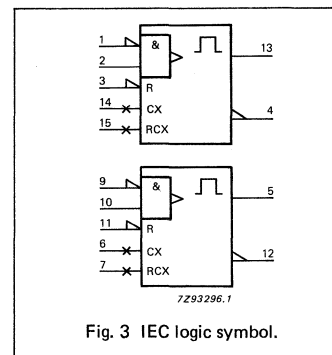 1
&
13
2
3
R
14
CX
4
15
RCX
9
&
5
10
11
R
6
CX
12
7
RCX
7Z93296.1
Fig. 3 IEC logic symbol.